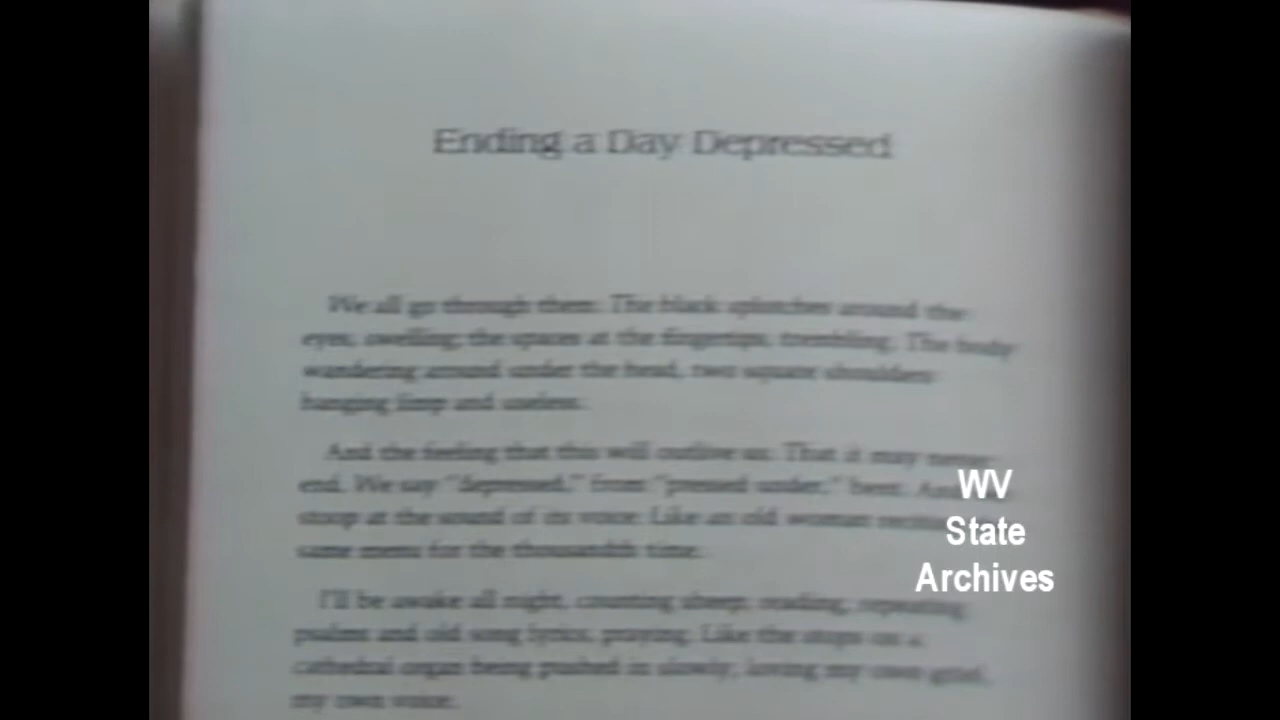 Ending a Day Depressed
We all go through them. The black splotches around the
eyes, swelling the spaces at the fingertips, trembling. The body
wandering around under the head, two square shoulders
hanging limp and useless.
And the feeling that this will outlive us. That it may never
end. We say "depressed," from "pressed under," bent. And
stoop at the sound of its voice. Like an old woman
same menu for the thousandth time.
I'll be awake all night, counting sheep, reading, repeating
psalms and old song lyrics, praying. Like the stops on a
cathedral organ being pushed in slowly, loving my own grief,
my own voice.
WV
State
Archives